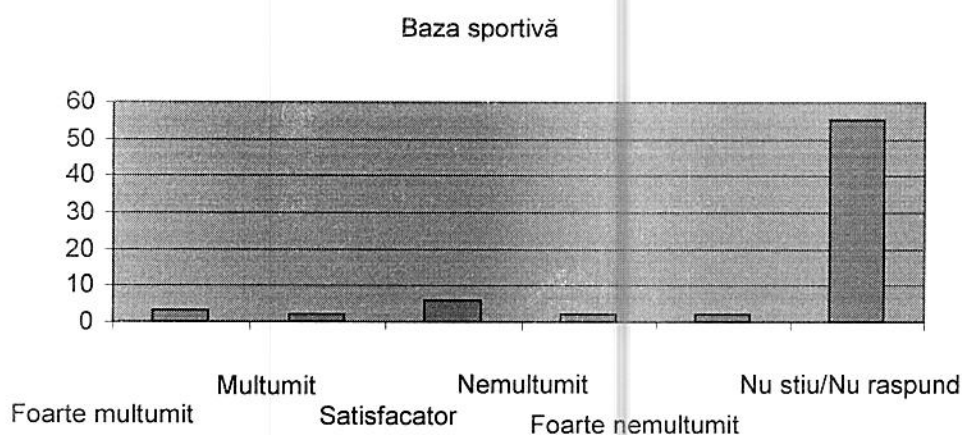 Baza sportivă
60
50
40
30
20
10
0
Multumit Nemultumit Nu stiu/Nu raspund
Foarte multumit Satisfacator Foarte nemultumit